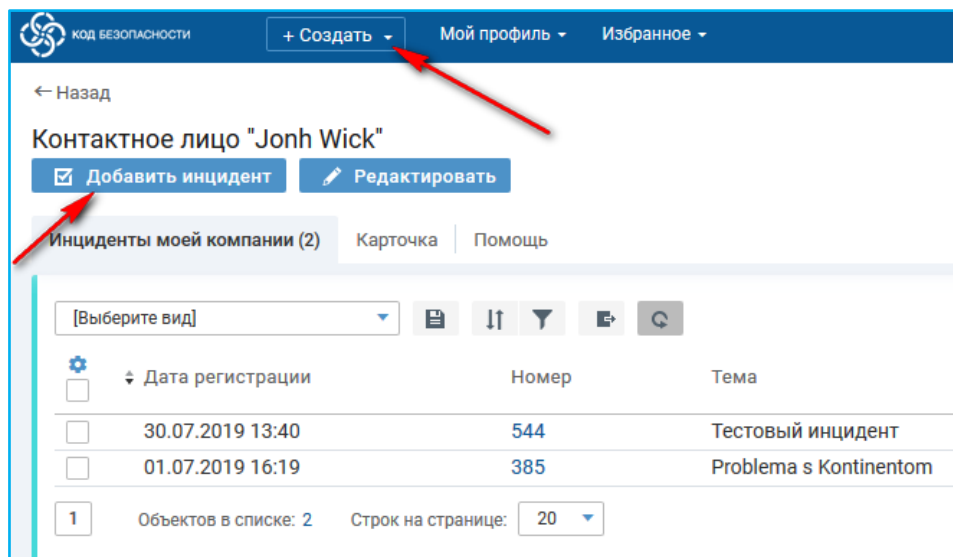 КОД БЕЗОПАСНОСТИ + Создать Мой профиль Избранное
←Назад
Контактное лицо "Jonh Wick"
Добавить инцидент Редактировать
Инциденты моей компании (2) Карточка Помощь
[Выберите вид]
Дата регистрации Номер Тема
30.07.2019 13:40 544 Тестовый инцидент
01.07.2019 16:19 385 Problema s Kontinentom
1 Объектов в списке: 2 Строк на странице: 20